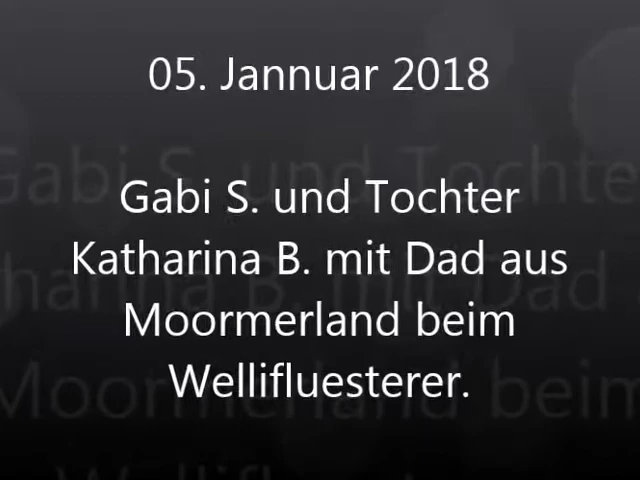 05. Jannuar 2018
Gabi S. und Tochter
Katharina B. mit Dad aus
Moormerland beim
Wellifluesterer.